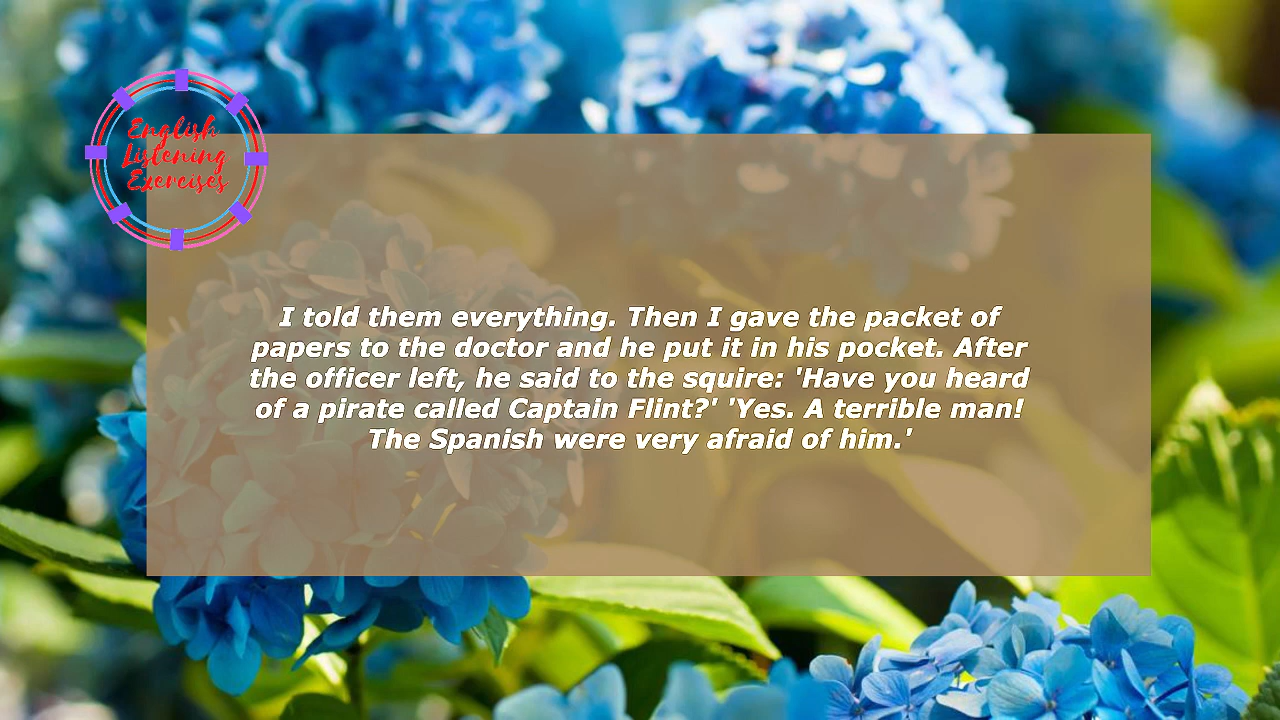 English
Listening
Exercises
I told them everything. Then I gave the packet of
papers to the doctor and he put it in his pocket. After
the officer left, he said to the squire: 'Have you heard
of a pirate called Captain Flint?' 'Yes. A terrible man!
The Spanish were very afraid of him.'